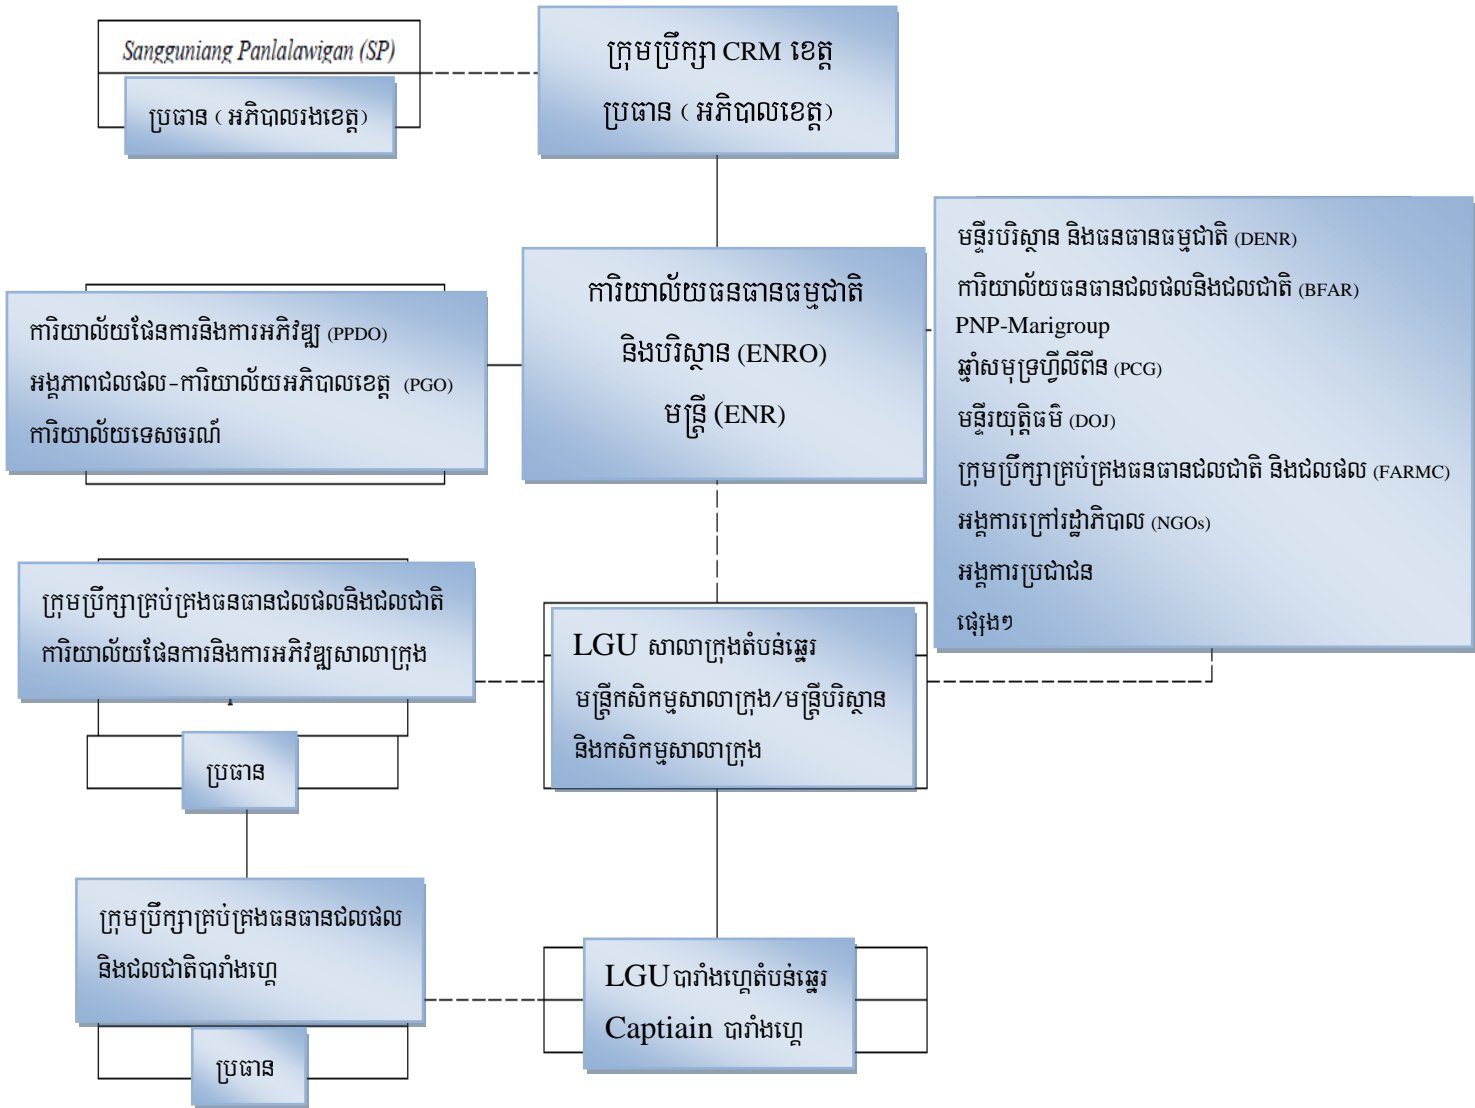 Sangguniang Panlalawigan (SP)
ប្រធាន ( អភិបាលរងខេត្ត)
ក្រុមប្រឹក្សា CRM ខេត្ត
ប្រធាន ( អភិបាលខេត្ត)
ការិយាល័យធនធានធម្មជាតិ
និងបរិស្ថាន (ENRO)
មន្ត្រី (ENR)
មន្ទីរបរិស្ថាន និងធនធានធម្មជាតិ (DENR)
ការិយាល័យធនធានជលផលនិងជលជាតិ (BFAR)
PNP-Marigroup
ឆ្មាំសមុទ្រហ្វីលីពីន (PCG)
មន្ទីរយុត្តិធម៌ (DOJ)
ក្រុមប្រឹក្សាគ្រប់គ្រងធនធានជលជាតិ និងជលផល (FARMC)
អង្គការក្រៅរដ្ឋាភិបាល (NGOs)
អង្គការប្រជាជន
ផ្សេងៗ
ការិយាល័យផែនការនិងការអភិវឌ្ឍ (PPDO)
អង្គភាពជលផល-ការិយាល័យអភិបាលខេត្ត (PGO)
ការិយាល័យទេសចរណ៍
ក្រុមប្រឹក្សាគ្រប់គ្រងធនធានជលផលនិងជលជាតិ
ការិយាល័យផែនការនិងការអភិវឌ្ឍសាលាក្រុង
ប្រធាន
LGU សាលាក្រុងតំបន់ឆ្នេរ
មន្ត្រីកសិកម្មសាលាក្រុង/មន្ត្រីបរិស្ថាន
និងកសិកម្មសាលាក្រុង
ក្រុមប្រឹក្សាគ្រប់គ្រងធនធានជលផល
និងជលជាតិបារាំងហ្គេ
ប្រធាន
LGU បារាំងហ្គេតំបន់ឆ្នេរ
Captiain បារាំងហ្គេ